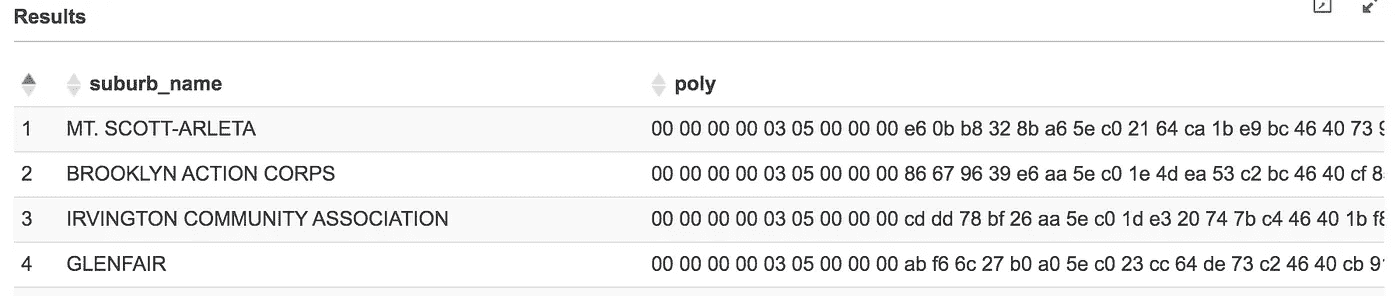 Results
suburb_name poly
1 MT. SCOTT-ARLETA 00 00 00 00 03 05 00 00 00 e6 0b b8 32 8b a6 5e c0 21 64 ca 1b e9 bc 46 40 73
2 BROOKLYN ACTION CORPS 00 00 00 00 03 05 00 00 00 86 67 96 39 e6 aa 5e c0 1e 4d ea 53 c2 bc 46 40 cf
3 IRVINGTON COMMUNITY ASSOCIATION 00 00 00 00 03 05 00 00 00 cd dd 78 bf 26 aa 5e c0 1d e3 20 74 7b c4 46 40 1b
4 GLENFAIR 00 00 00 00 03 05 00 00 00 ab f6 6c 27 b0 a0 5e c0 23 cc 64 de 73 c2 46 40 cb